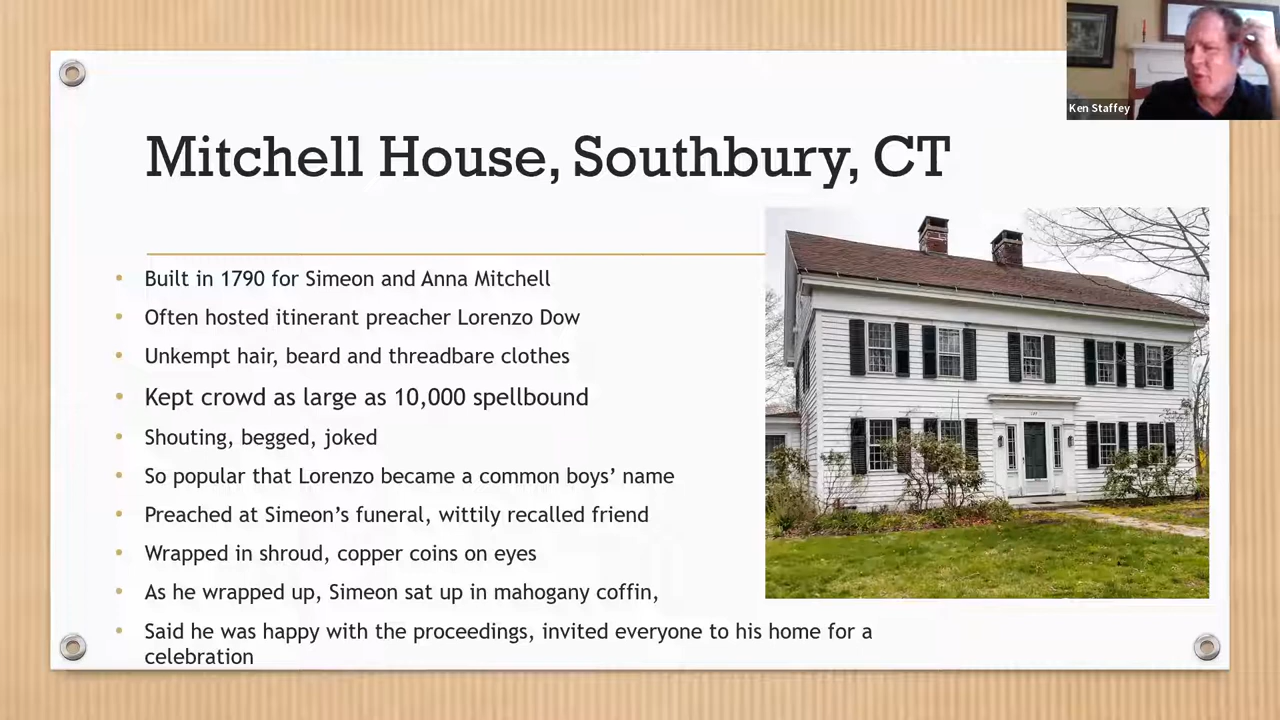 Ken Staffey
Mitchell House, Southbury, CT
• Built in 1790 for Simeon and Anna Mitchell
• Often hosted itinerant preacher Lorenzo Dow
• Unkempt hair, beard and threadbare clothes
• Kept crowd as large as 10,000 spellbound
• Shouting, begged, joked
• So popular that Lorenzo became a common boys’ name
• Preached at Simeon’s funeral, wittily recalled friend
• Wrapped in shroud, copper coins on eyes
• As he wrapped up, Simeon sat up in mahogany coffin,
• Said he was happy with the proceedings, invited everyone to his home for a
celebration